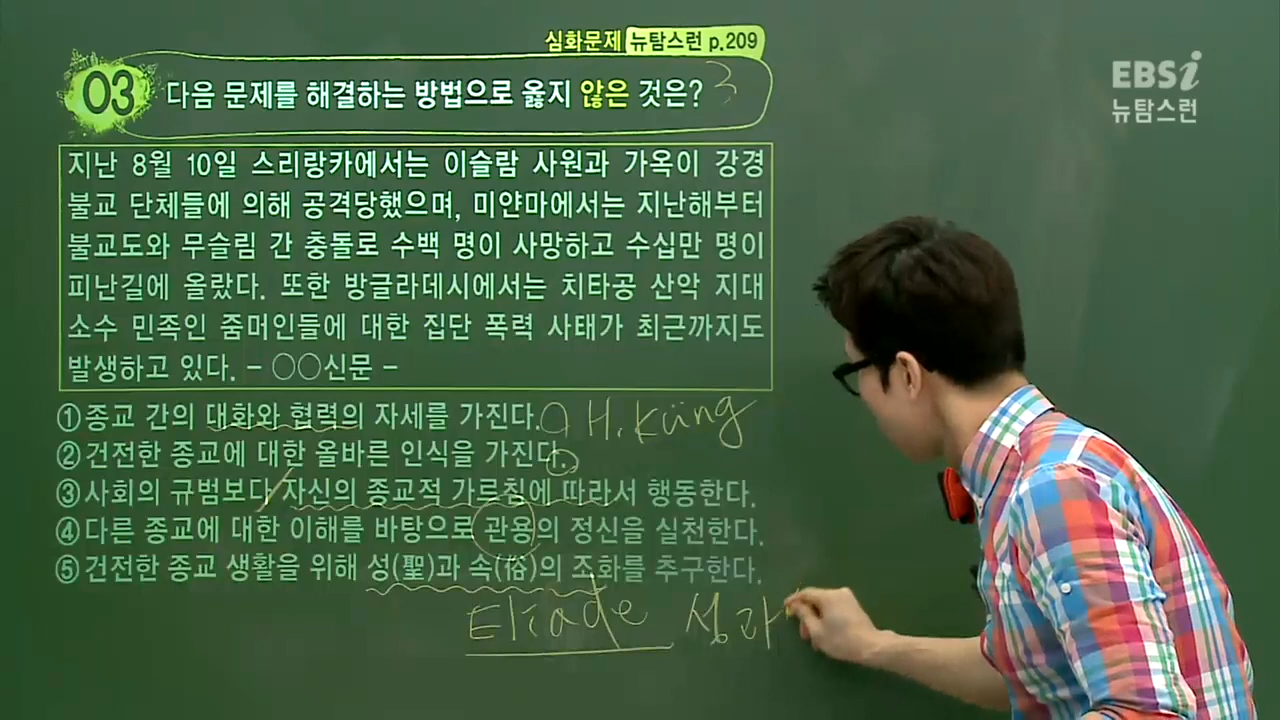 심화문제 뉴탐스런 p.209
EBSi
뉴탐스런
03 다음 문제를 해결하는 방법으로 옳지 않은 것은? 3
지난 8월 10일 스리랑카에서는 이슬람 사원과 가옥이 강경
불교 단체들에 의해 공격당했으며, 미얀마에서는 지난해부터
불교도와 무슬림 간 충돌로 수백 명이 사망하고 수십만 명이
피난길에 올랐다. 또한 방글라데시에서는 치타공 산악 지대
소수 민족인 줌머인들에 대한 집단 폭력 사태가 최근까지도
발생하고 있다. - ○○신문 -
①종교 간의 대화와 협력의 자세를 가진다. H. Küng
②건전한 종교에 대한 올바른 인식을 가진다.
③사회의 규범보다 자신의 종교적 가르침에 따라서 행동한다.
④다른 종교에 대한 이해를 바탕으로 관용의 정신을 실천한다.
⑤건전한 종교 생활을 위해 성(聖)과 속(俗)의 조화를 추구한다.
Eliade 성과